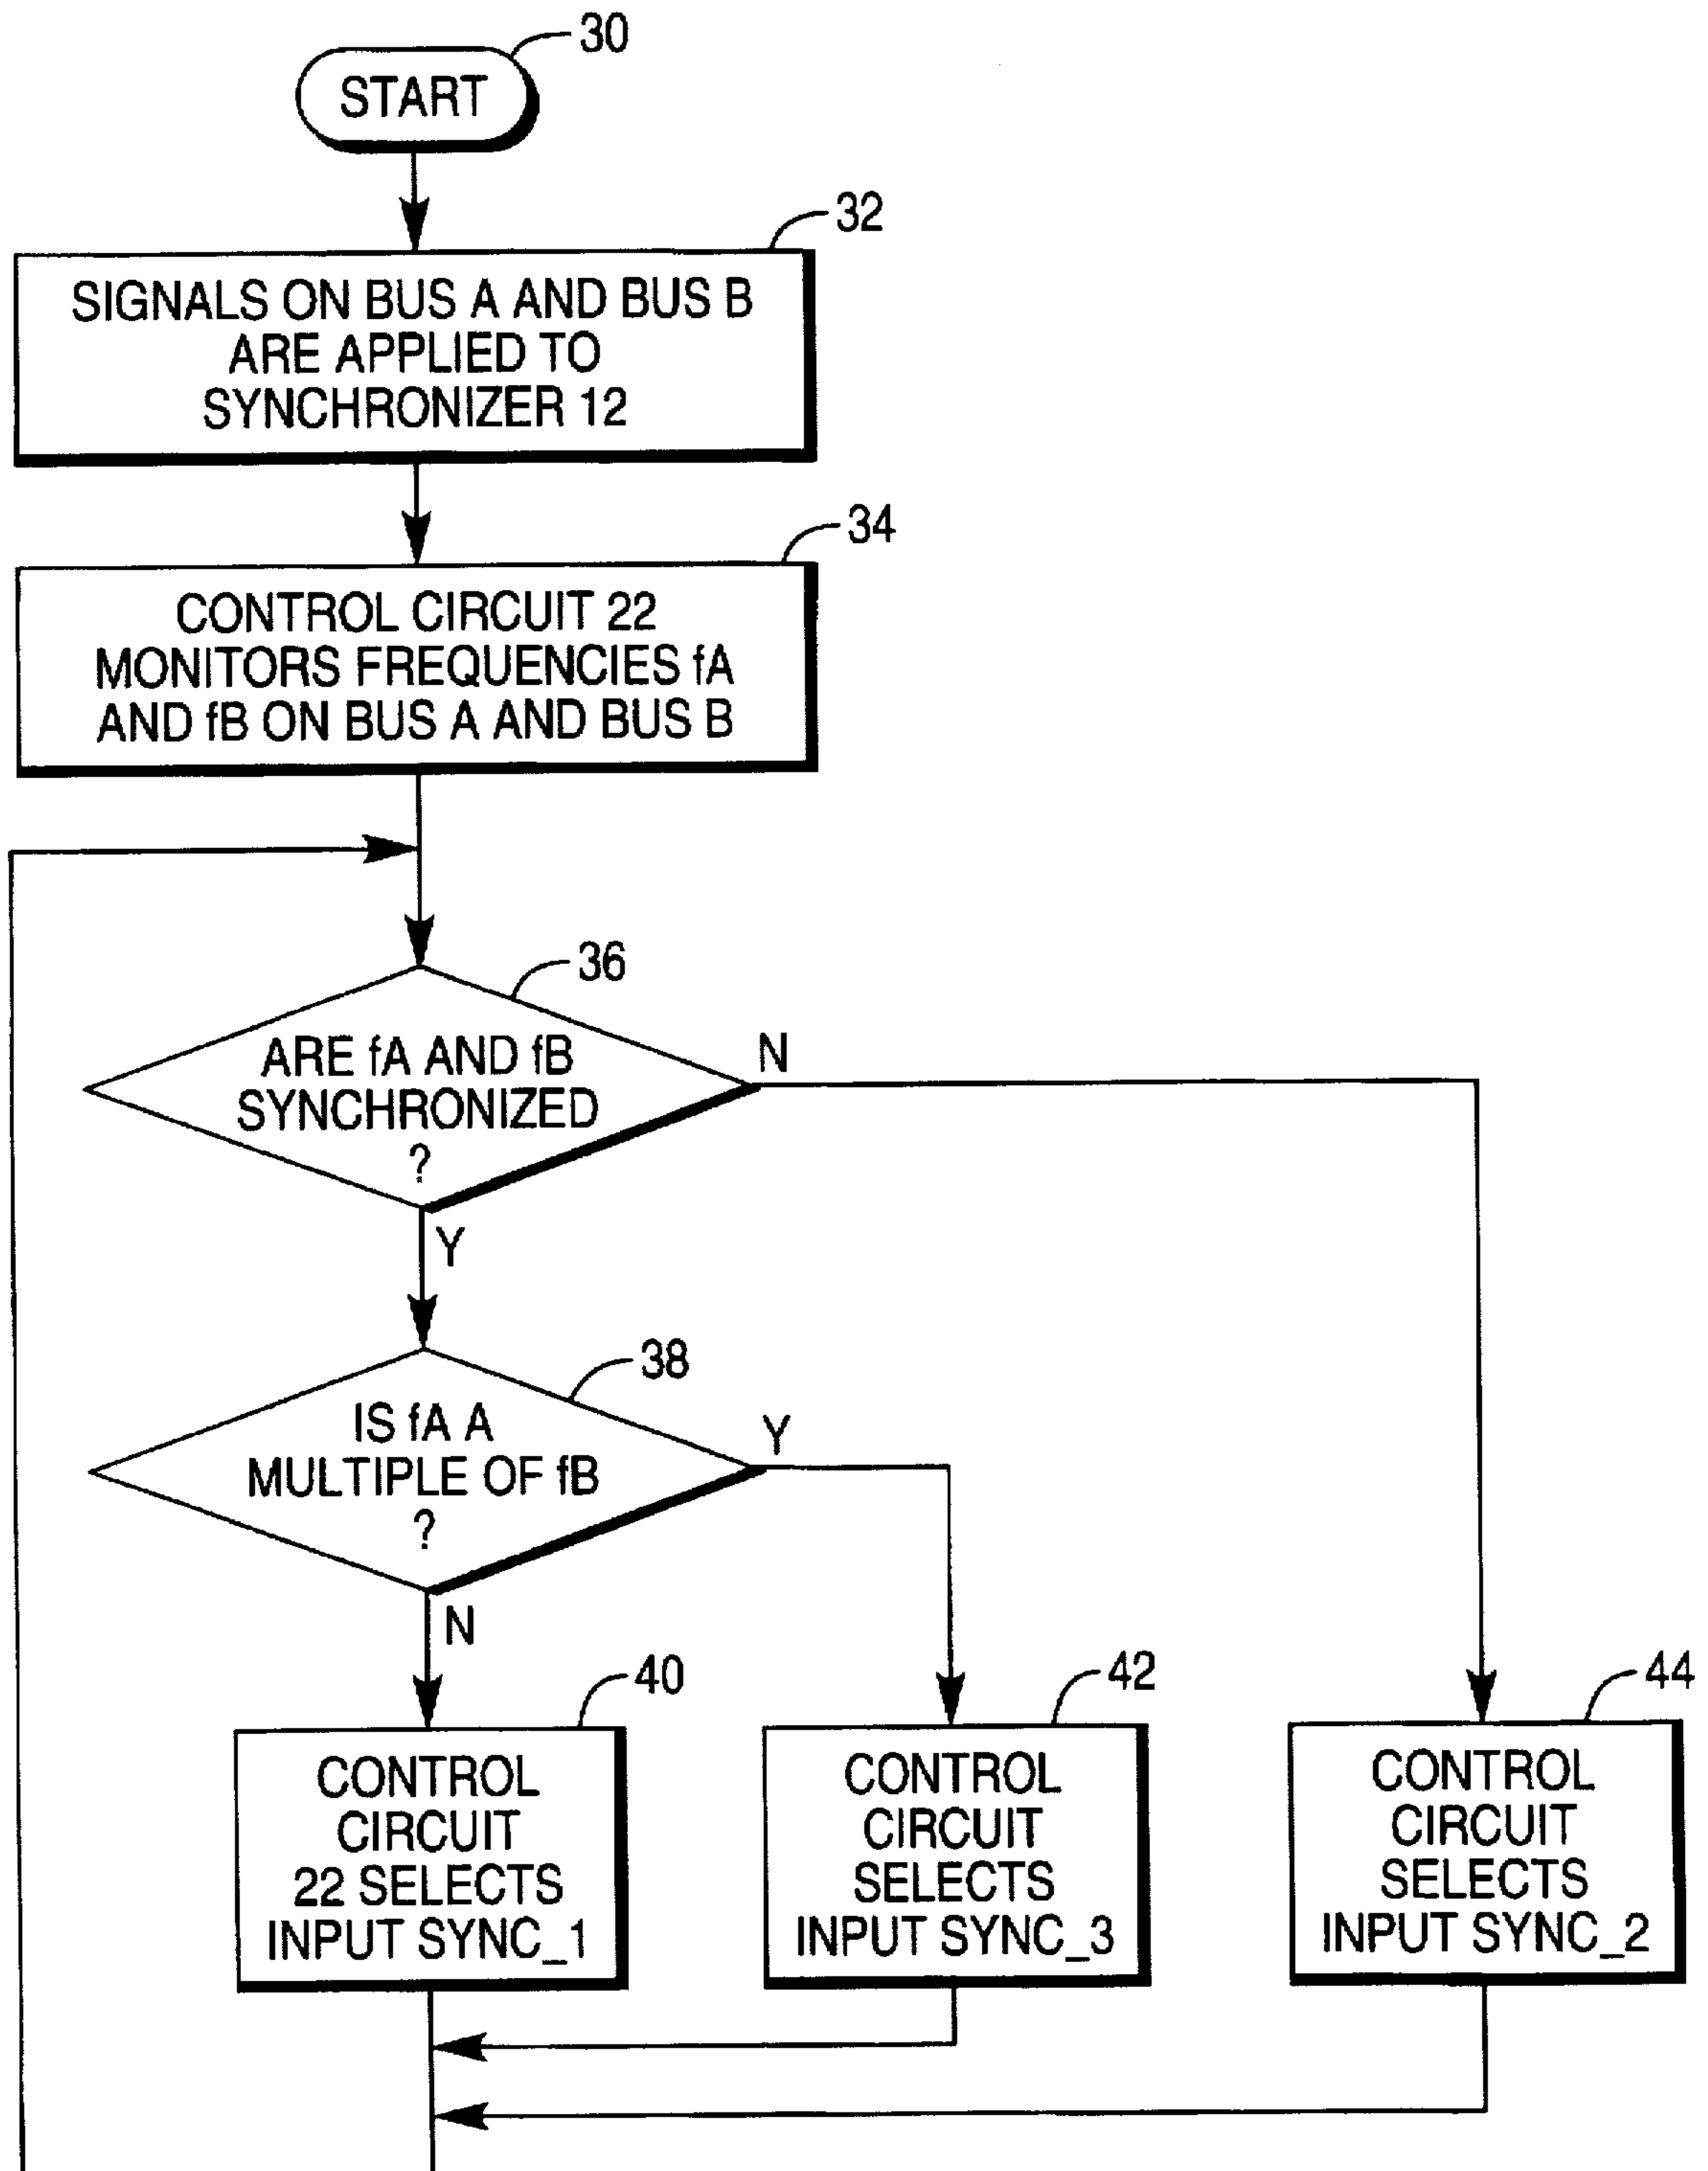 30
START
32
SIGNALS ON BUS A AND BUS B
ARE APPLIED TO
SYNCHRONIZER 12
34
CONTROL CIRCUIT 22
MONITORS FREQUENCIES fA
AND fB ON BUS A AND BUS B
36
ARE fA AND fB
SYNCHRONIZED
?
N
Y
38
IS fA A
MULTIPLE OF fB
?
Y
N
40
CONTROL
CIRCUIT
22 SELECTS
INPUT SYNC_1
42
CONTROL
CIRCUIT
SELECTS
INPUT SYNC_3
44
CONTROL
CIRCUIT
SELECTS
INPUT SYNC_2